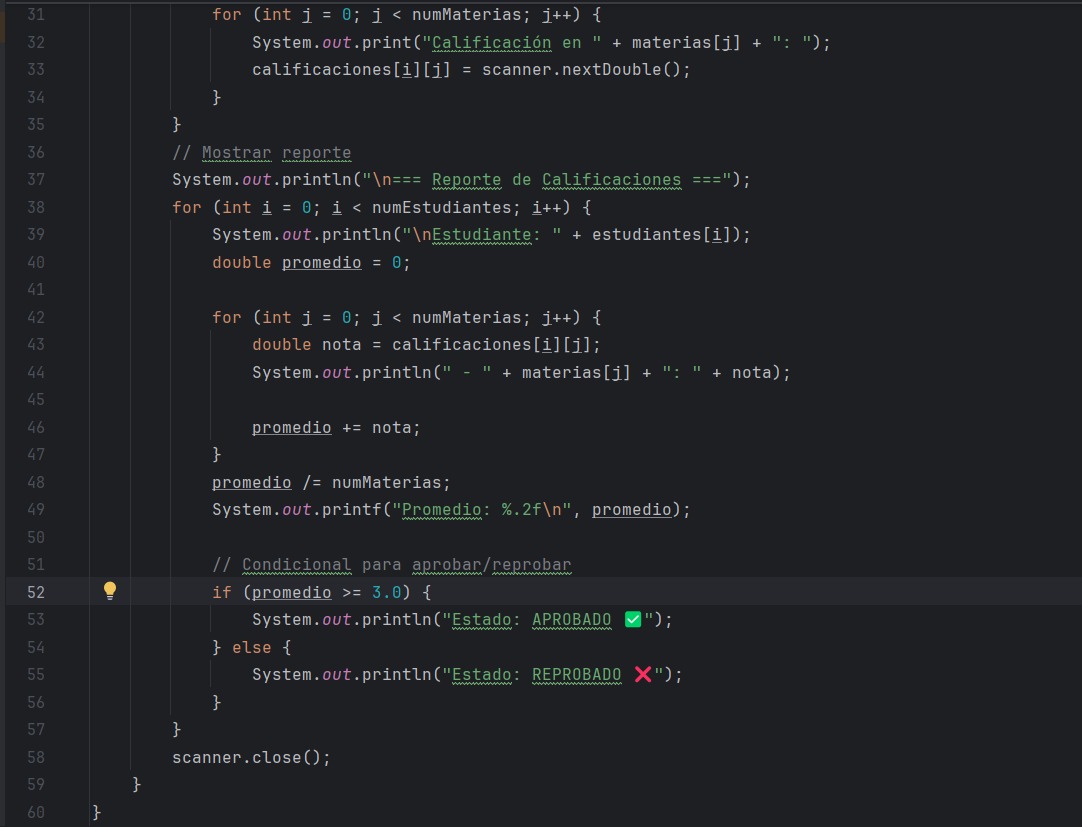 31 for (int j = 0; j < numMaterias; j++) {
32 System.out.print("Calificación en " + materias[j] + ": ");
33 calificaciones[i][j] = scanner.nextDouble();
34 }
35 }
36 // Mostrar reporte
37 System.out.println("\n=== Reporte de Calificaciones ===");
38 for (int i = 0; i < numEstudiantes; i++) {
39 System.out.println("\nEstudiante: " + estudiantes[i]);
40 double promedio = 0;
41
42 for (int j = 0; j < numMaterias; j++) {
43 double nota = calificaciones[i][j];
44 System.out.println(" - " + materias[j] + ": " + nota);
45
46 promedio += nota;
47 }
48 promedio /= numMaterias;
49 System.out.printf("Promedio: %.2f\n", promedio);
50
51 // Condicional para aprobar/reprobar
52 if (promedio >= 3.0) {
53 System.out.println("Estado: APROBADO ✅");
54 } else {
55 System.out.println("Estado: REPROBADO ❌");
56 }
57 }
58 scanner.close();
59 }
60 }